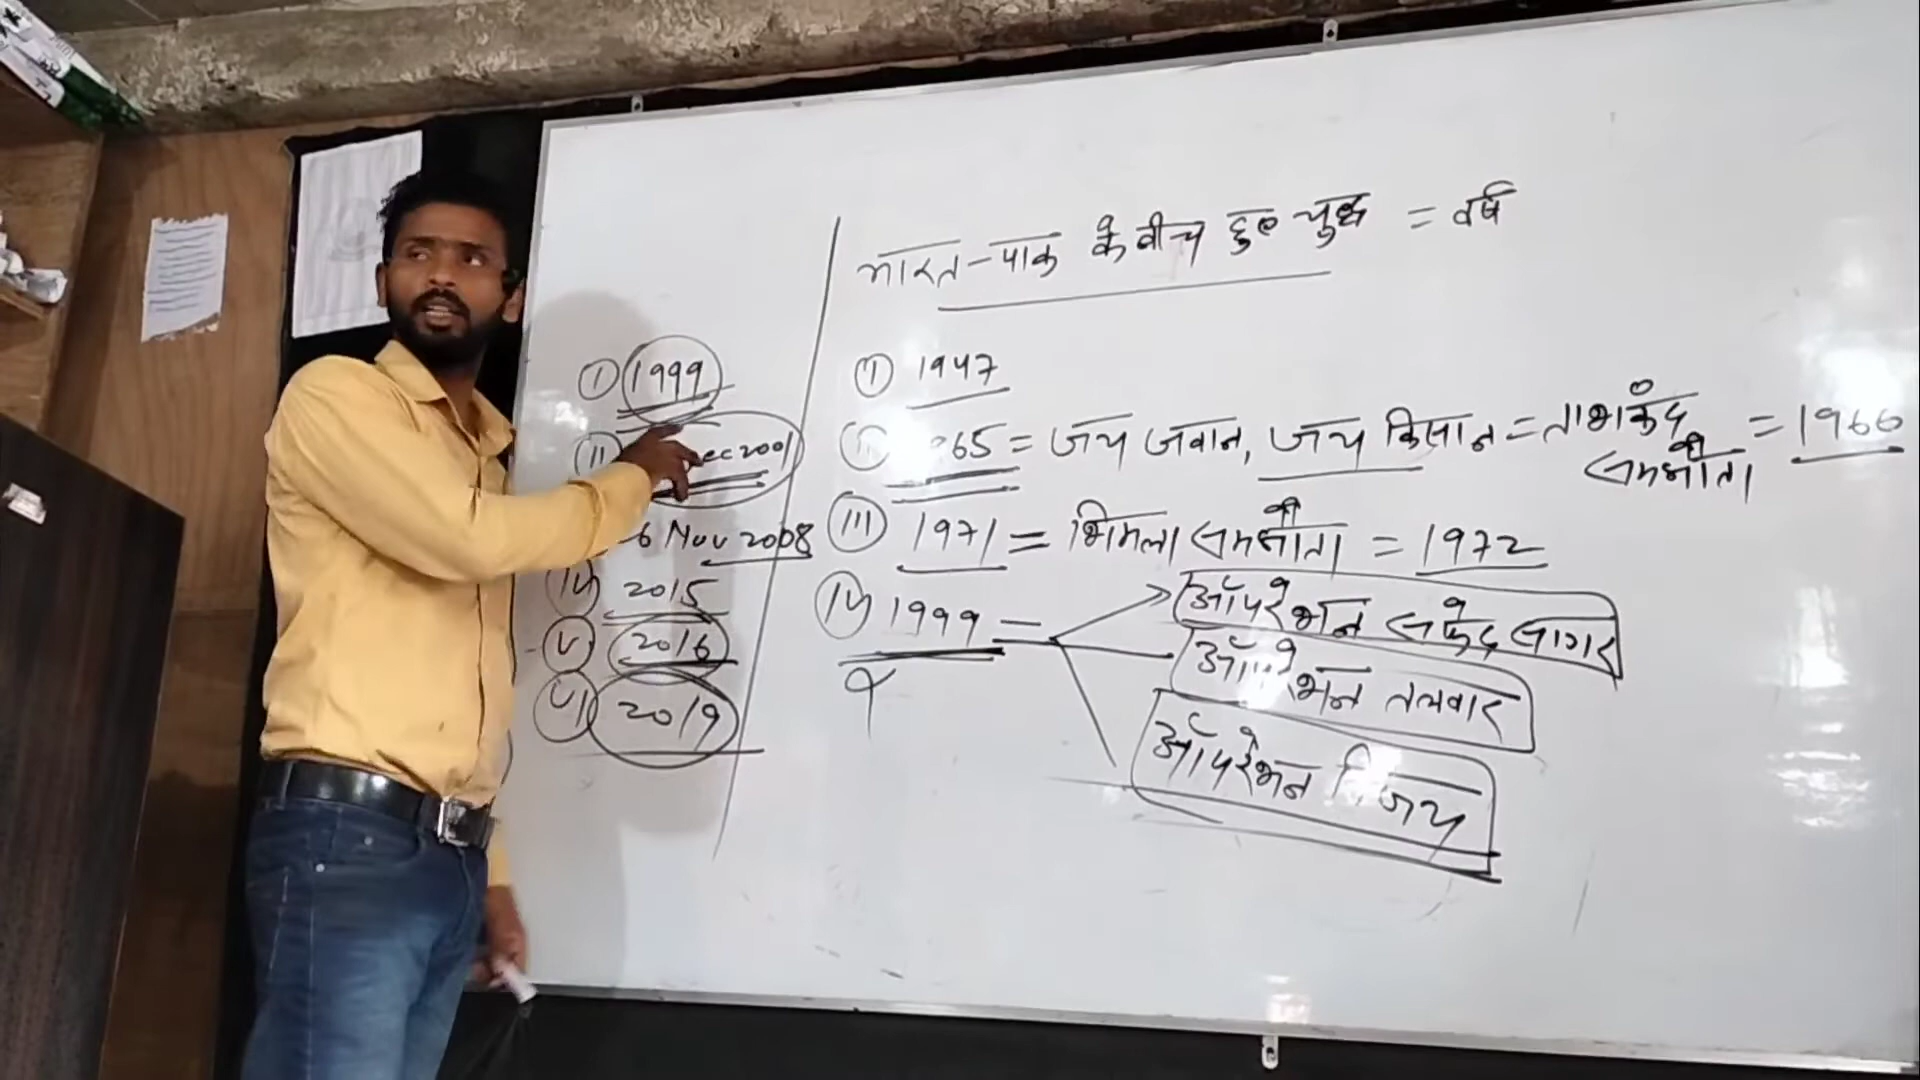 भारत-पाक के बीच हुए युद्ध = वर्ष
① 1999
② Dec 2001
6 Nov 2008
(IV) 2015
(V) 2016
(VI) 2019
(I) 1947
(II) 1965 = जय जवान, जय किसान = ताशकंद समझौता = 1966
(III) 1971 = शिमला समझौता = 1972
(IV) 1999 =
ऑपरेशन सफेद सागर
ऑपरेशन तलवार
ऑपरेशन विजय